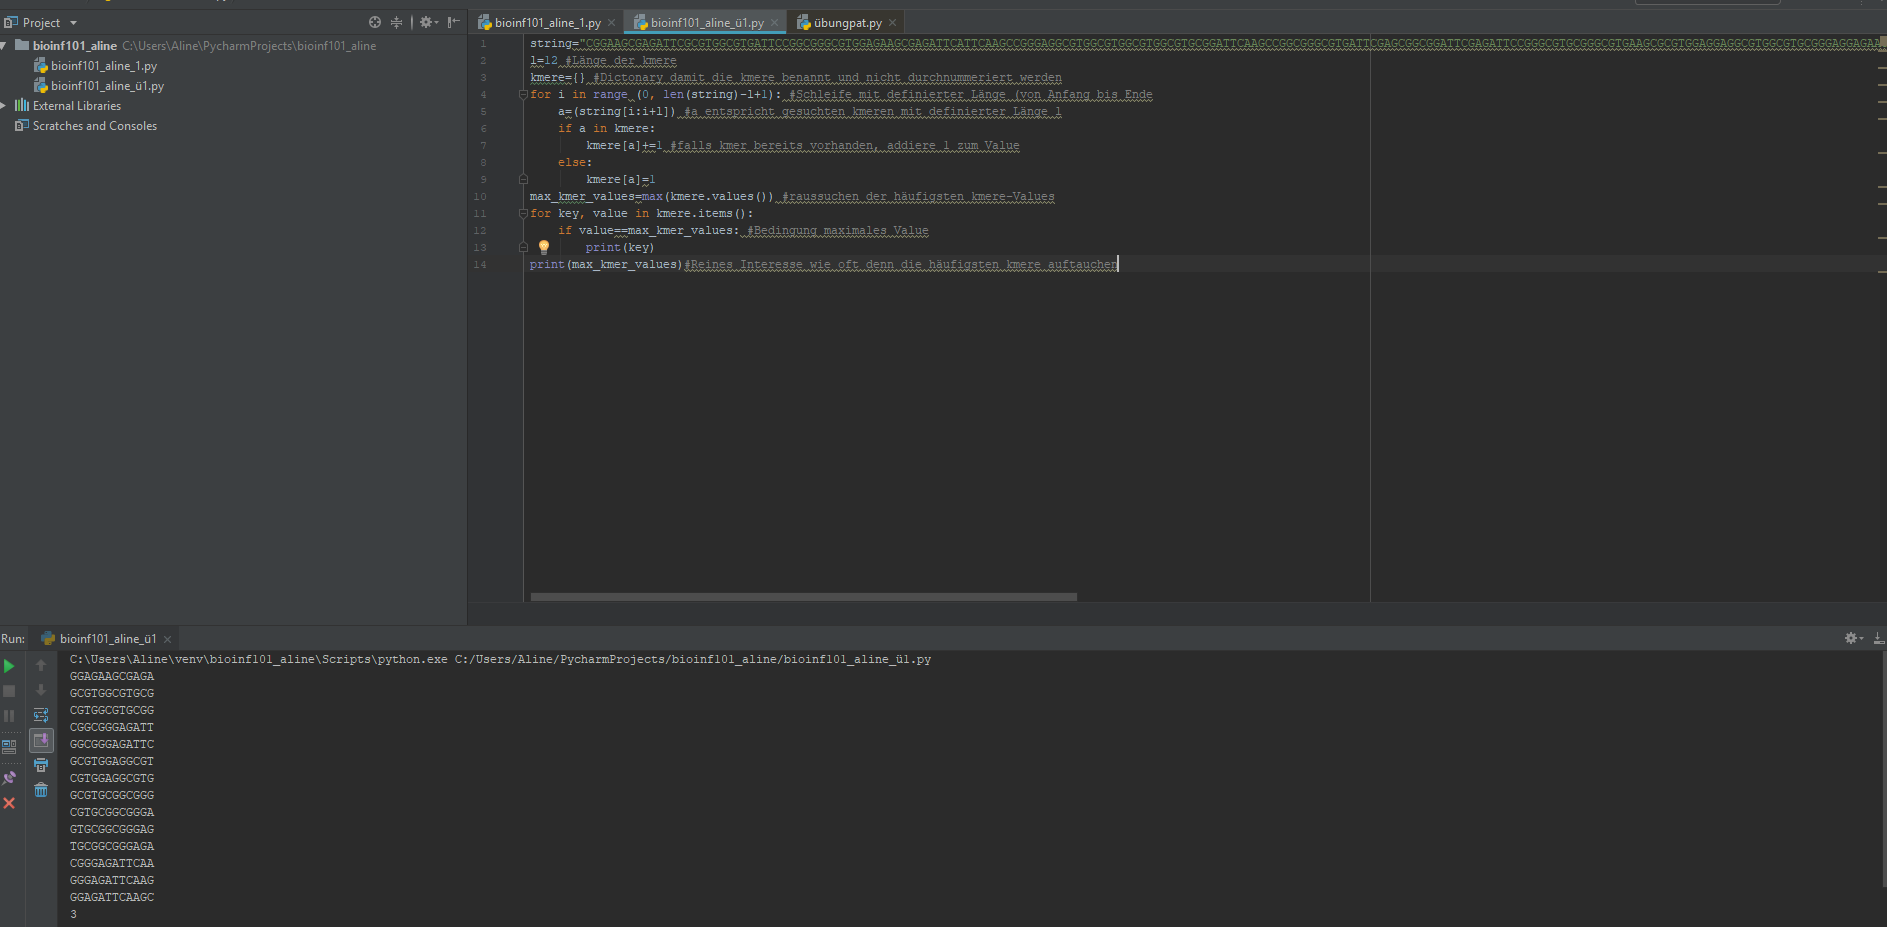 Project
bioinf101_aline C:\Users\Aline\PycharmProjects\bioinf101_aline
bioinf101_aline_1.py
bioinf101_aline_ü1.py
External Libraries
Scratches and Consoles
bioinf101_aline_1.py
bioinf101_aline_ü1.py
übungpat.py
1 string="CGGAAGCGAGATTCGCGTGGCGTGATTCCGGCGGGCGTGGAGAAGCGAGATTCATTCAAGCCGGGAGGCGTGGCGTGGCGTGGCGTGCGGATTCAAGCCGGCGGGCGTGATTCGAGCGGCGGATTCGAGATTCCGGGCGTGCGGGCGTGAAGCGCGTGGAGGAGGCGTGGCGTGCGGGAGGAGAA
2 l=12 #Länge der kmere
3 kmere={} #Dictonary damit die kmere benannt und nicht durchnummeriert werden
4 for i in range (0, len(string)-l+1): #Schleife mit definierter Länge (von Anfang bis Ende
5 a=(string[i:i+l]) #a entspricht gesuchten kmeren mit definierter Länge l
6 if a in kmere:
7 kmere[a]+=1 #falls kmer bereits vorhanden, addiere 1 zum Value
8 else:
9 kmere[a]=1
10 max_kmer_values=max(kmere.values()) #raussuchen der häufigsten kmere-Values
11 for key, value in kmere.items():
12 if value==max_kmer_values: #Bedingung maximales Value
13 print(key)
14 print(max_kmer_values)#Reines Interesse wie oft denn die häufigsten kmere auftauchen
Run: bioinf101_aline_ü1
C:\Users\Aline\venv\bioinf101_aline\Scripts\python.exe C:/Users/Aline/PycharmProjects/bioinf101_aline/bioinf101_aline_ü1.py
GGAGAAGCGAGA
GCGTGGCGTGCG
CGTGGCGTGCGG
CGGCGGGAGATT
GGCGGGAGATTC
GCGTGGAGGCGT
CGTGGAGGCGTG
GCGTGCGGCGGG
CGTGCGGCGGGA
GTGCGGCGGGAG
TGCGGCGGGAGA
CGGGAGATTCAA
GGGAGATTCAAG
GGAGATTCAAGC
3